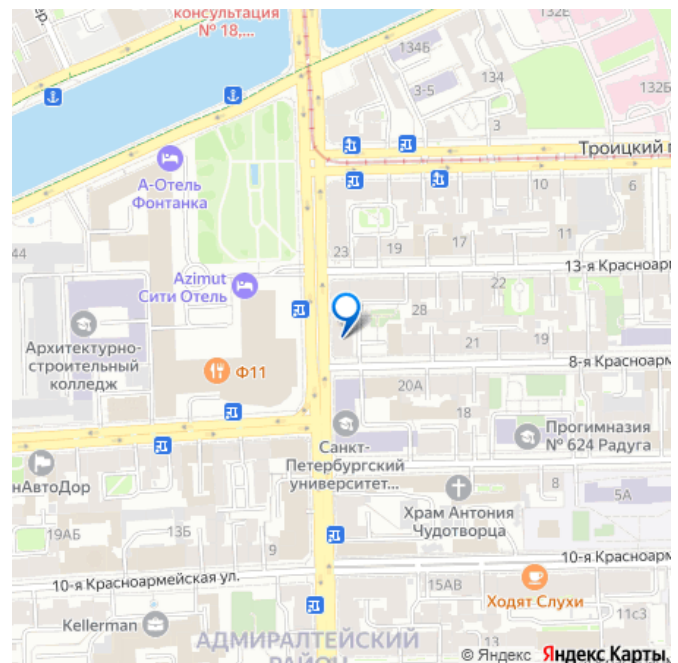 консультация
№ 18,...
132Е
134Б
134
132Б
3-5
3
Троицкий п
А-Отель
Фонтанка
10
6
44
23
19
17
13-я Красноарм
Azimut
Сити Отель
22
28
Архитектурно-
строительный
колледж
21
19
8-я Красноарм
Ф11
20А
18
Санкт-
Петербургский
университет...
Прогимназия
№ 624 Радуга
нАвтоДор
8
5А
Храм Антония
Чудотворца
19АБ
13Б
9
10-я Красноарм
10-я Красноармейская ул.
15АВ
Ходят Слухи
11с3
Kellerman
13
АДМИРАЛТЕЙСКИЙ
РАЙОН
© Яндекс Яндекс Карты